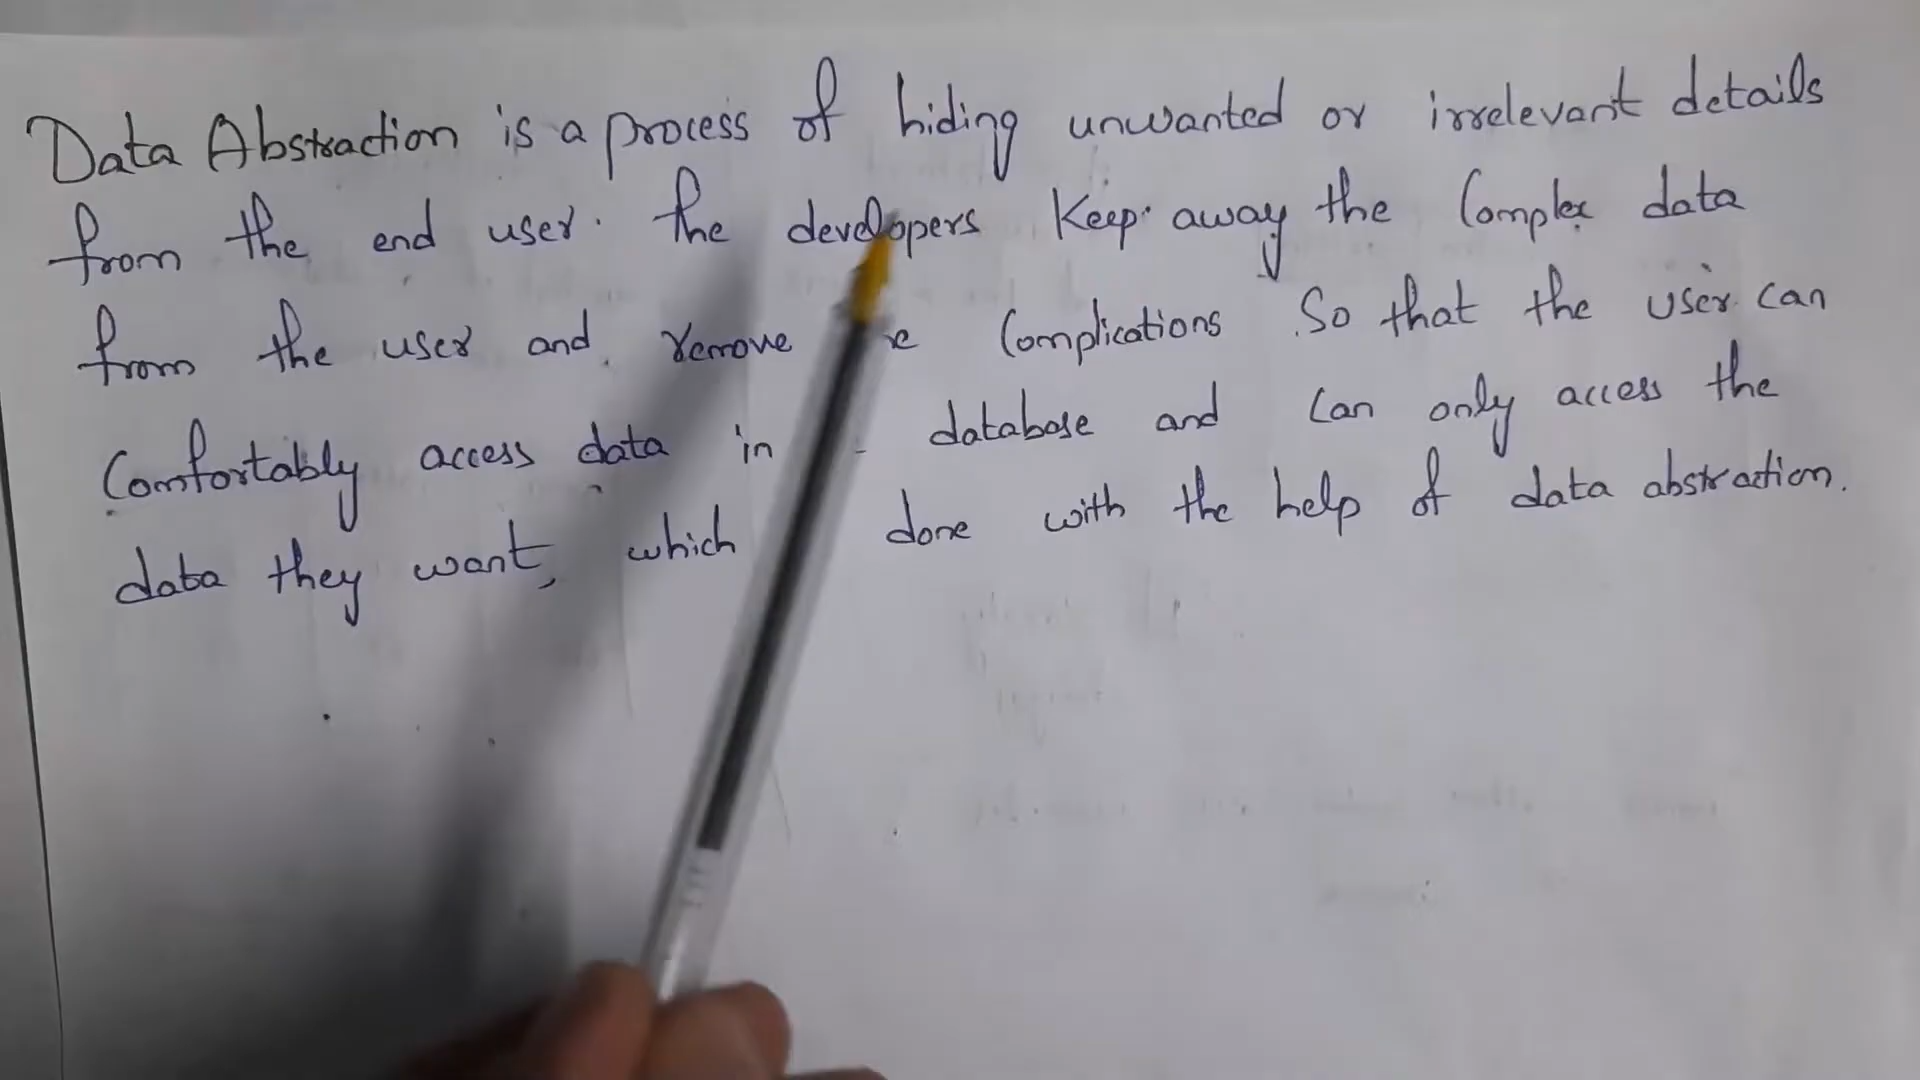 Data Abstraction is a process of hiding unwanted or irrelevant details
from the end user. the developers Keep away the Complex data
from the user and remove Complications So that the user can
Comfortably access data in database and can only access the
data they want, which done with the help of data abstraction.